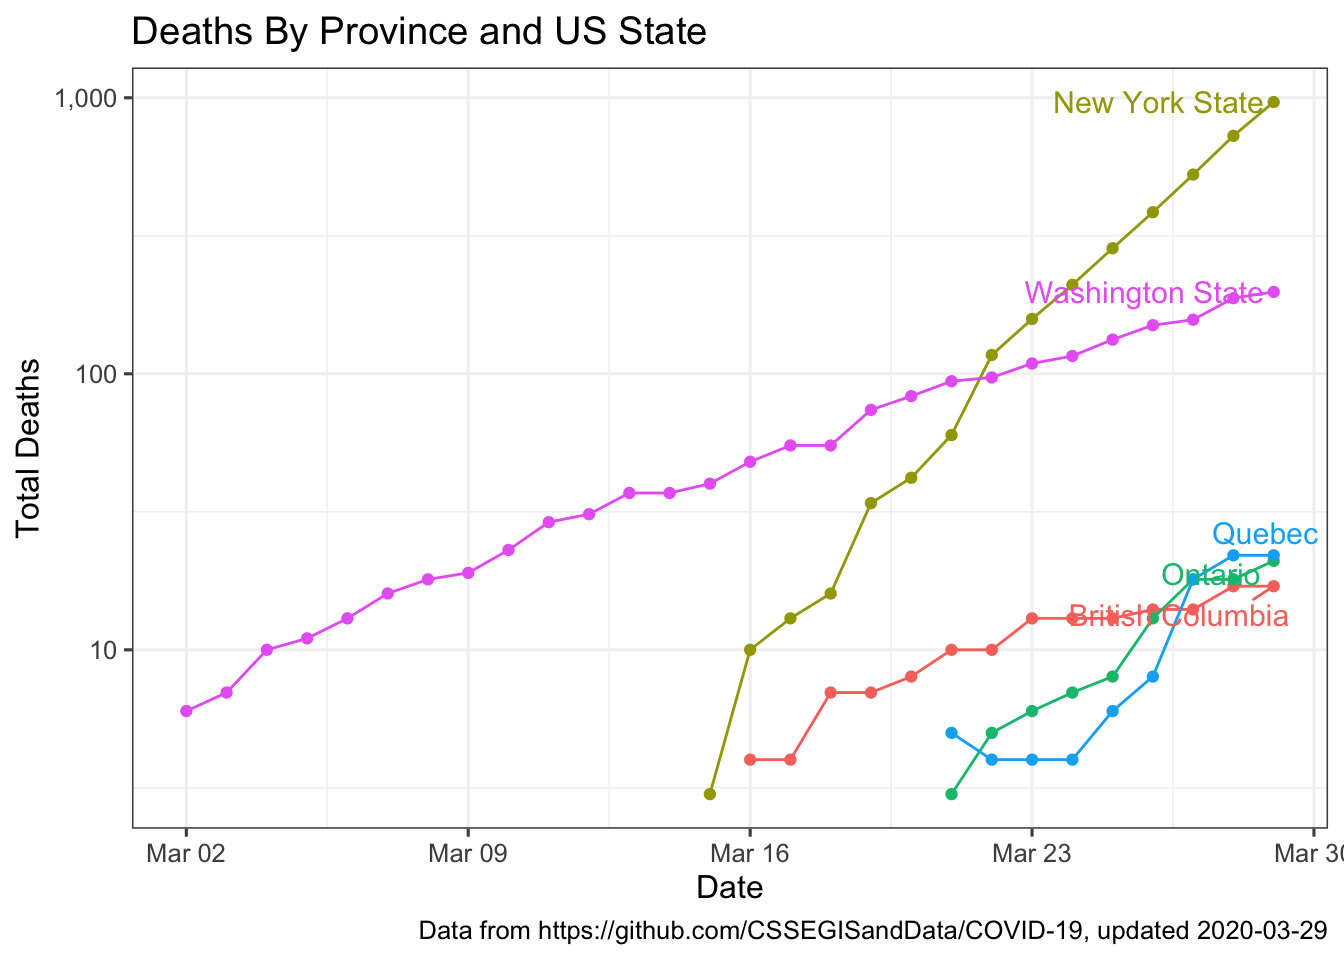 Deaths By Province and US State
1,000
100
10
Total Deaths
New York State
Washington State
Quebec
Ontario
British Columbia
Mar 02
Mar 09
Mar 16
Mar 23
Mar 30
Date
Data from https://github.com/CSSEGISandData/COVID-19, updated 2020-03-29